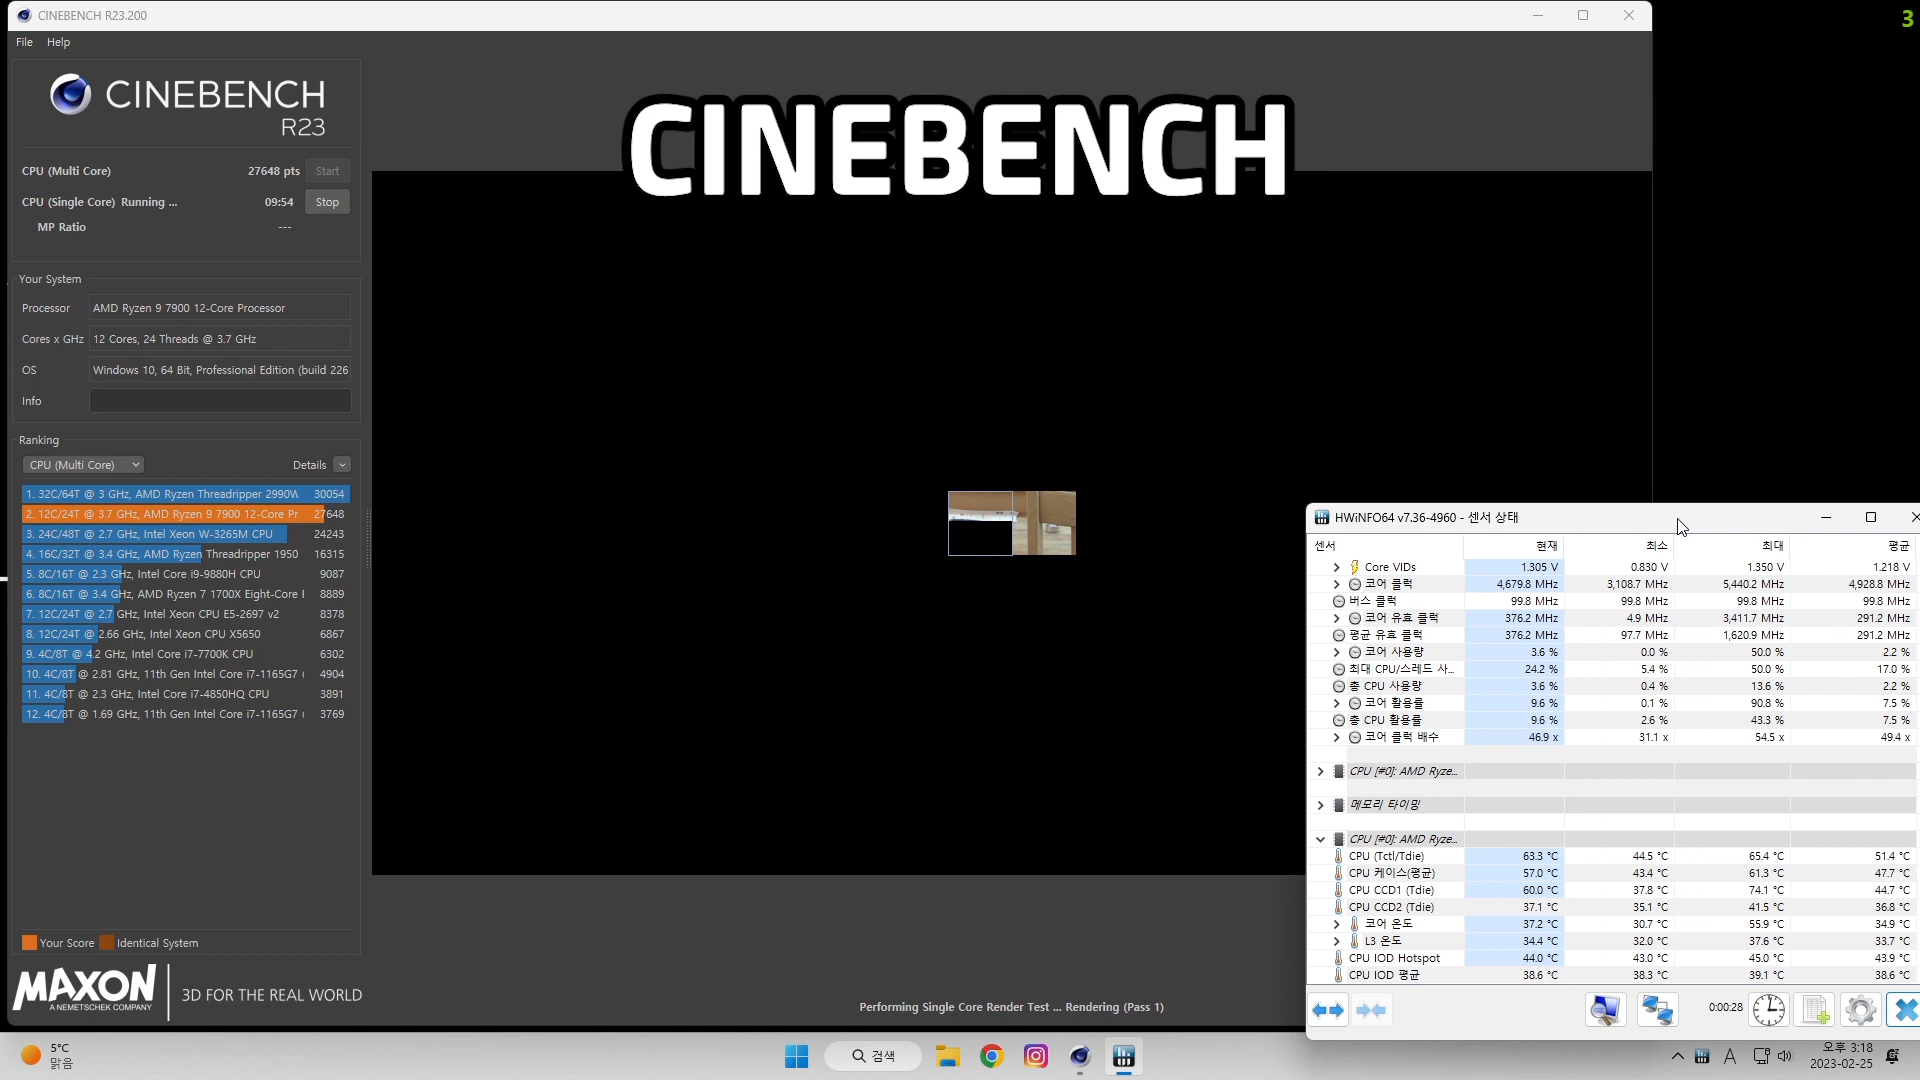 CINEBENCH R23.200
3
File Help
CINEBENCH
R23
CINEBENCH
CPU (Multi Core) 27648 pts Start
CPU (Single Core) Running ... 09:54 Stop
MP Ratio ---
Your System
Processor AMD Ryzen 9 7900 12-Core Processor
Cores x GHz 12 Cores, 24 Threads @ 3.7 GHz
OS Windows 10, 64 Bit, Professional Edition (build 226
Info
Ranking
CPU (Multi Core) Details
1. 32C/64T @ 3 GHz, AMD Ryzen Threadripper 2990W 30054
2. 12C/24T @ 3.7 GHz, AMD Ryzen 9 7900 12-Core Pr 27648
3. 24C/48T @ 2.7 GHz, Intel Xeon W-3265M CPU 24243
4. 16C/32T @ 3.4 GHz, AMD Ryzen Threadripper 1950 16315
5. 8C/16T @ 2.3 GHz, Intel Core i9-9880H CPU 9087
6. 8C/16T @ 3.4 GHz, AMD Ryzen 7 1700X Eight-Core 8889
7. 12C/24T @ 2.7 GHz, Intel Xeon CPU E5-2697 v2 8378
8. 12C/24T @ 2.66 GHz, Intel Xeon CPU X5650 6867
9. 4C/8T @ 4.2 GHz, Intel Core i7-7700K CPU 6302
10. 4C/8T @ 2.81 GHz, 11th Gen Intel Core i7-1165G7 4904
11. 4C/8T @ 2.3 GHz, Intel Core i7-4850HQ CPU 3891
12. 4C/8T @ 1.69 GHz, 11th Gen Intel Core i7-1165G7 3769
Your Score Identical System
MAXON
A NEMETSCHEK COMPANY
3D FOR THE REAL WORLD
Performing Single Core Render Test ... Rendering (Pass 1)
HWiNFO64 v7.36-4960 - 센서 상태
센서 현재 최소 최대 평균
Core VIDs 1.305 V 0.830 V 1.350 V 1.218 V
코어 클럭 4,679.8 MHz 3,108.7 MHz 5,440.2 MHz 4,928.8 MHz
버스 클럭 99.8 MHz 99.8 MHz 99.8 MHz 99.8 MHz
코어 유효 클럭 376.2 MHz 4.9 MHz 3,411.7 MHz 291.2 MHz
평균 유효 클럭 376.2 MHz 97.7 MHz 1,620.9 MHz 291.2 MHz
코어 사용량 3.6 % 0.0 % 50.0 % 2.2 %
최대 CPU/스레드 사... 24.2 % 5.4 % 50.0 % 17.0 %
총 CPU 사용량 3.6 % 0.4 % 13.6 % 2.2 %
코어 활용률 9.6 % 0.1 % 90.8 % 7.5 %
총 CPU 활용률 9.6 % 2.6 % 43.3 % 7.5 %
코어 클럭 배수 46.9 x 31.1 x 54.5 x 49.4 x
CPU [#0]: AMD Ryze...
메모리 타이밍
CPU [#0]: AMD Ryze...
CPU (Tctl/Tdie) 63.3 °C 44.5 °C 65.4 °C 51.4 °C
CPU 케이스(평균) 57.0 °C 43.4 °C 61.3 °C 47.7 °C
CPU CCD1 (Tdie) 60.0 °C 37.8 °C 74.1 °C 44.7 °C
CPU CCD2 (Tdie) 37.1 °C 35.1 °C 41.5 °C 36.8 °C
코어 온도 37.2 °C 30.7 °C 55.9 °C 34.9 °C
L3 온도 34.4 °C 32.0 °C 37.6 °C 33.7 °C
CPU IOD Hotspot 44.0 °C 43.0 °C 45.0 °C 43.9 °C
CPU IOD 평균 38.6 °C 38.3 °C 39.1 °C 38.6 °C
0:00:28
5°C
맑음
검색
A
오후 3:18
2023-02-25